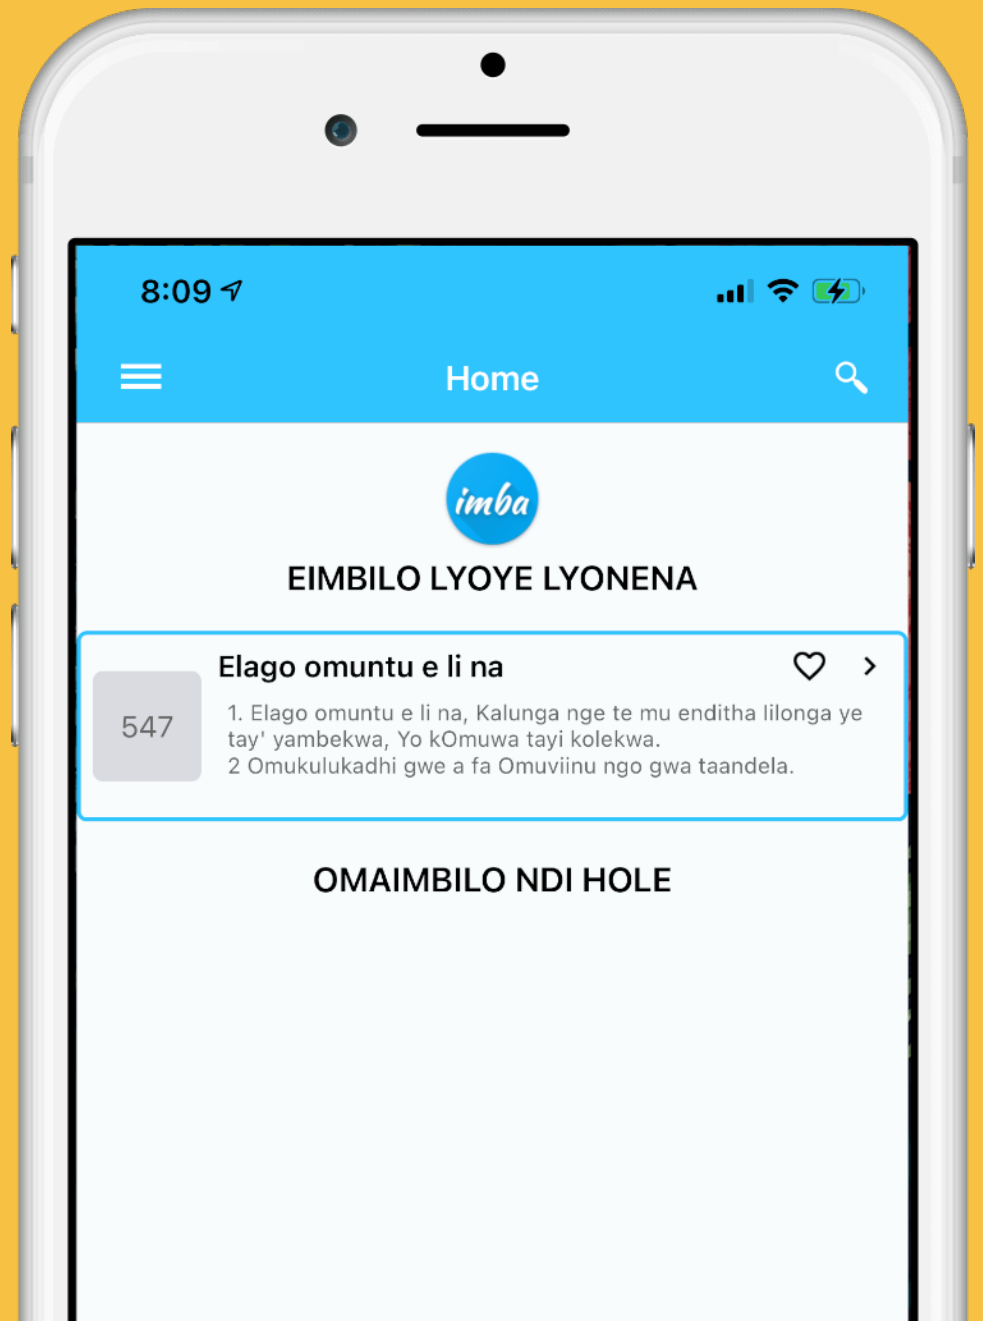 8:09
Home
imba
EIMBILO LYOYE LYONENA
547
Elago omuntu e li na
1. Elago omuntu e li na, Kalunga nge te mu enditha lilonga ye
tay' yambekwa, Yo kOmuwa tayi kolekwa.
2 Omukulukadhi gwe a fa Omuviinu ngo gwa taandela.
OMAIMBILO NDI HOLE